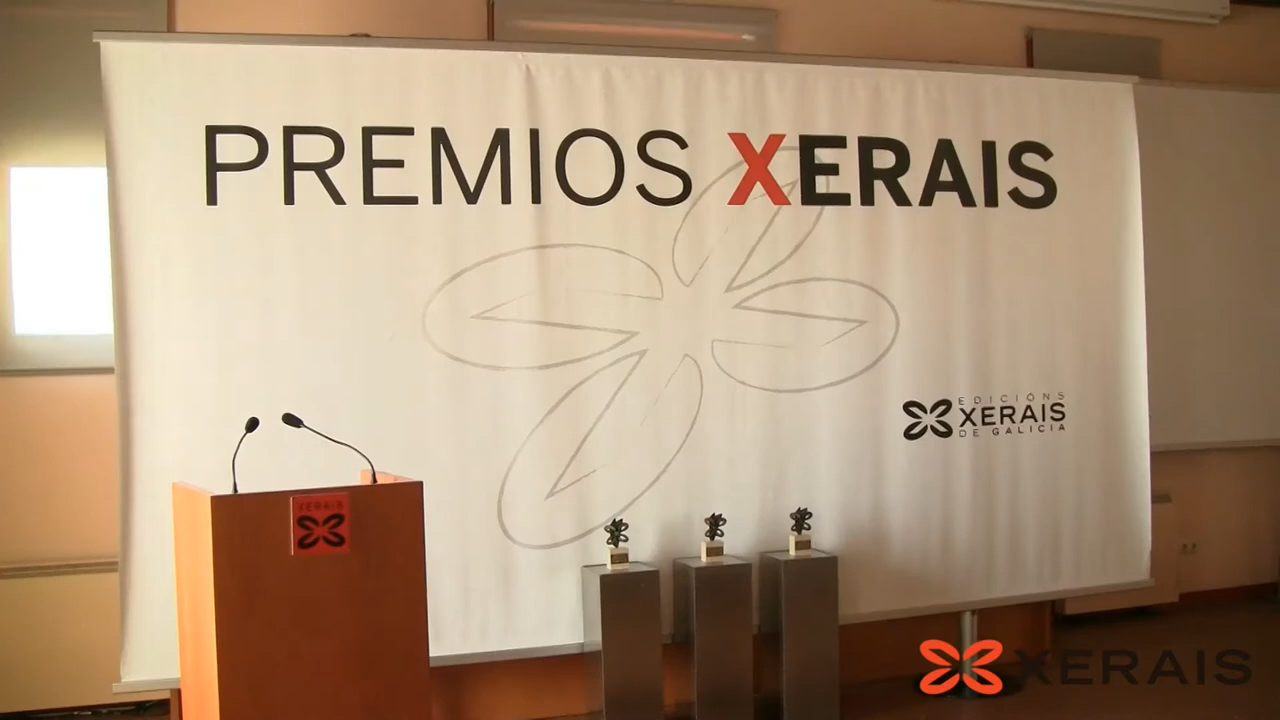 PREMIOS XERAIS
EDICIÓNS
XERAIS
DE GALICIA
XERAIS
XERAIS